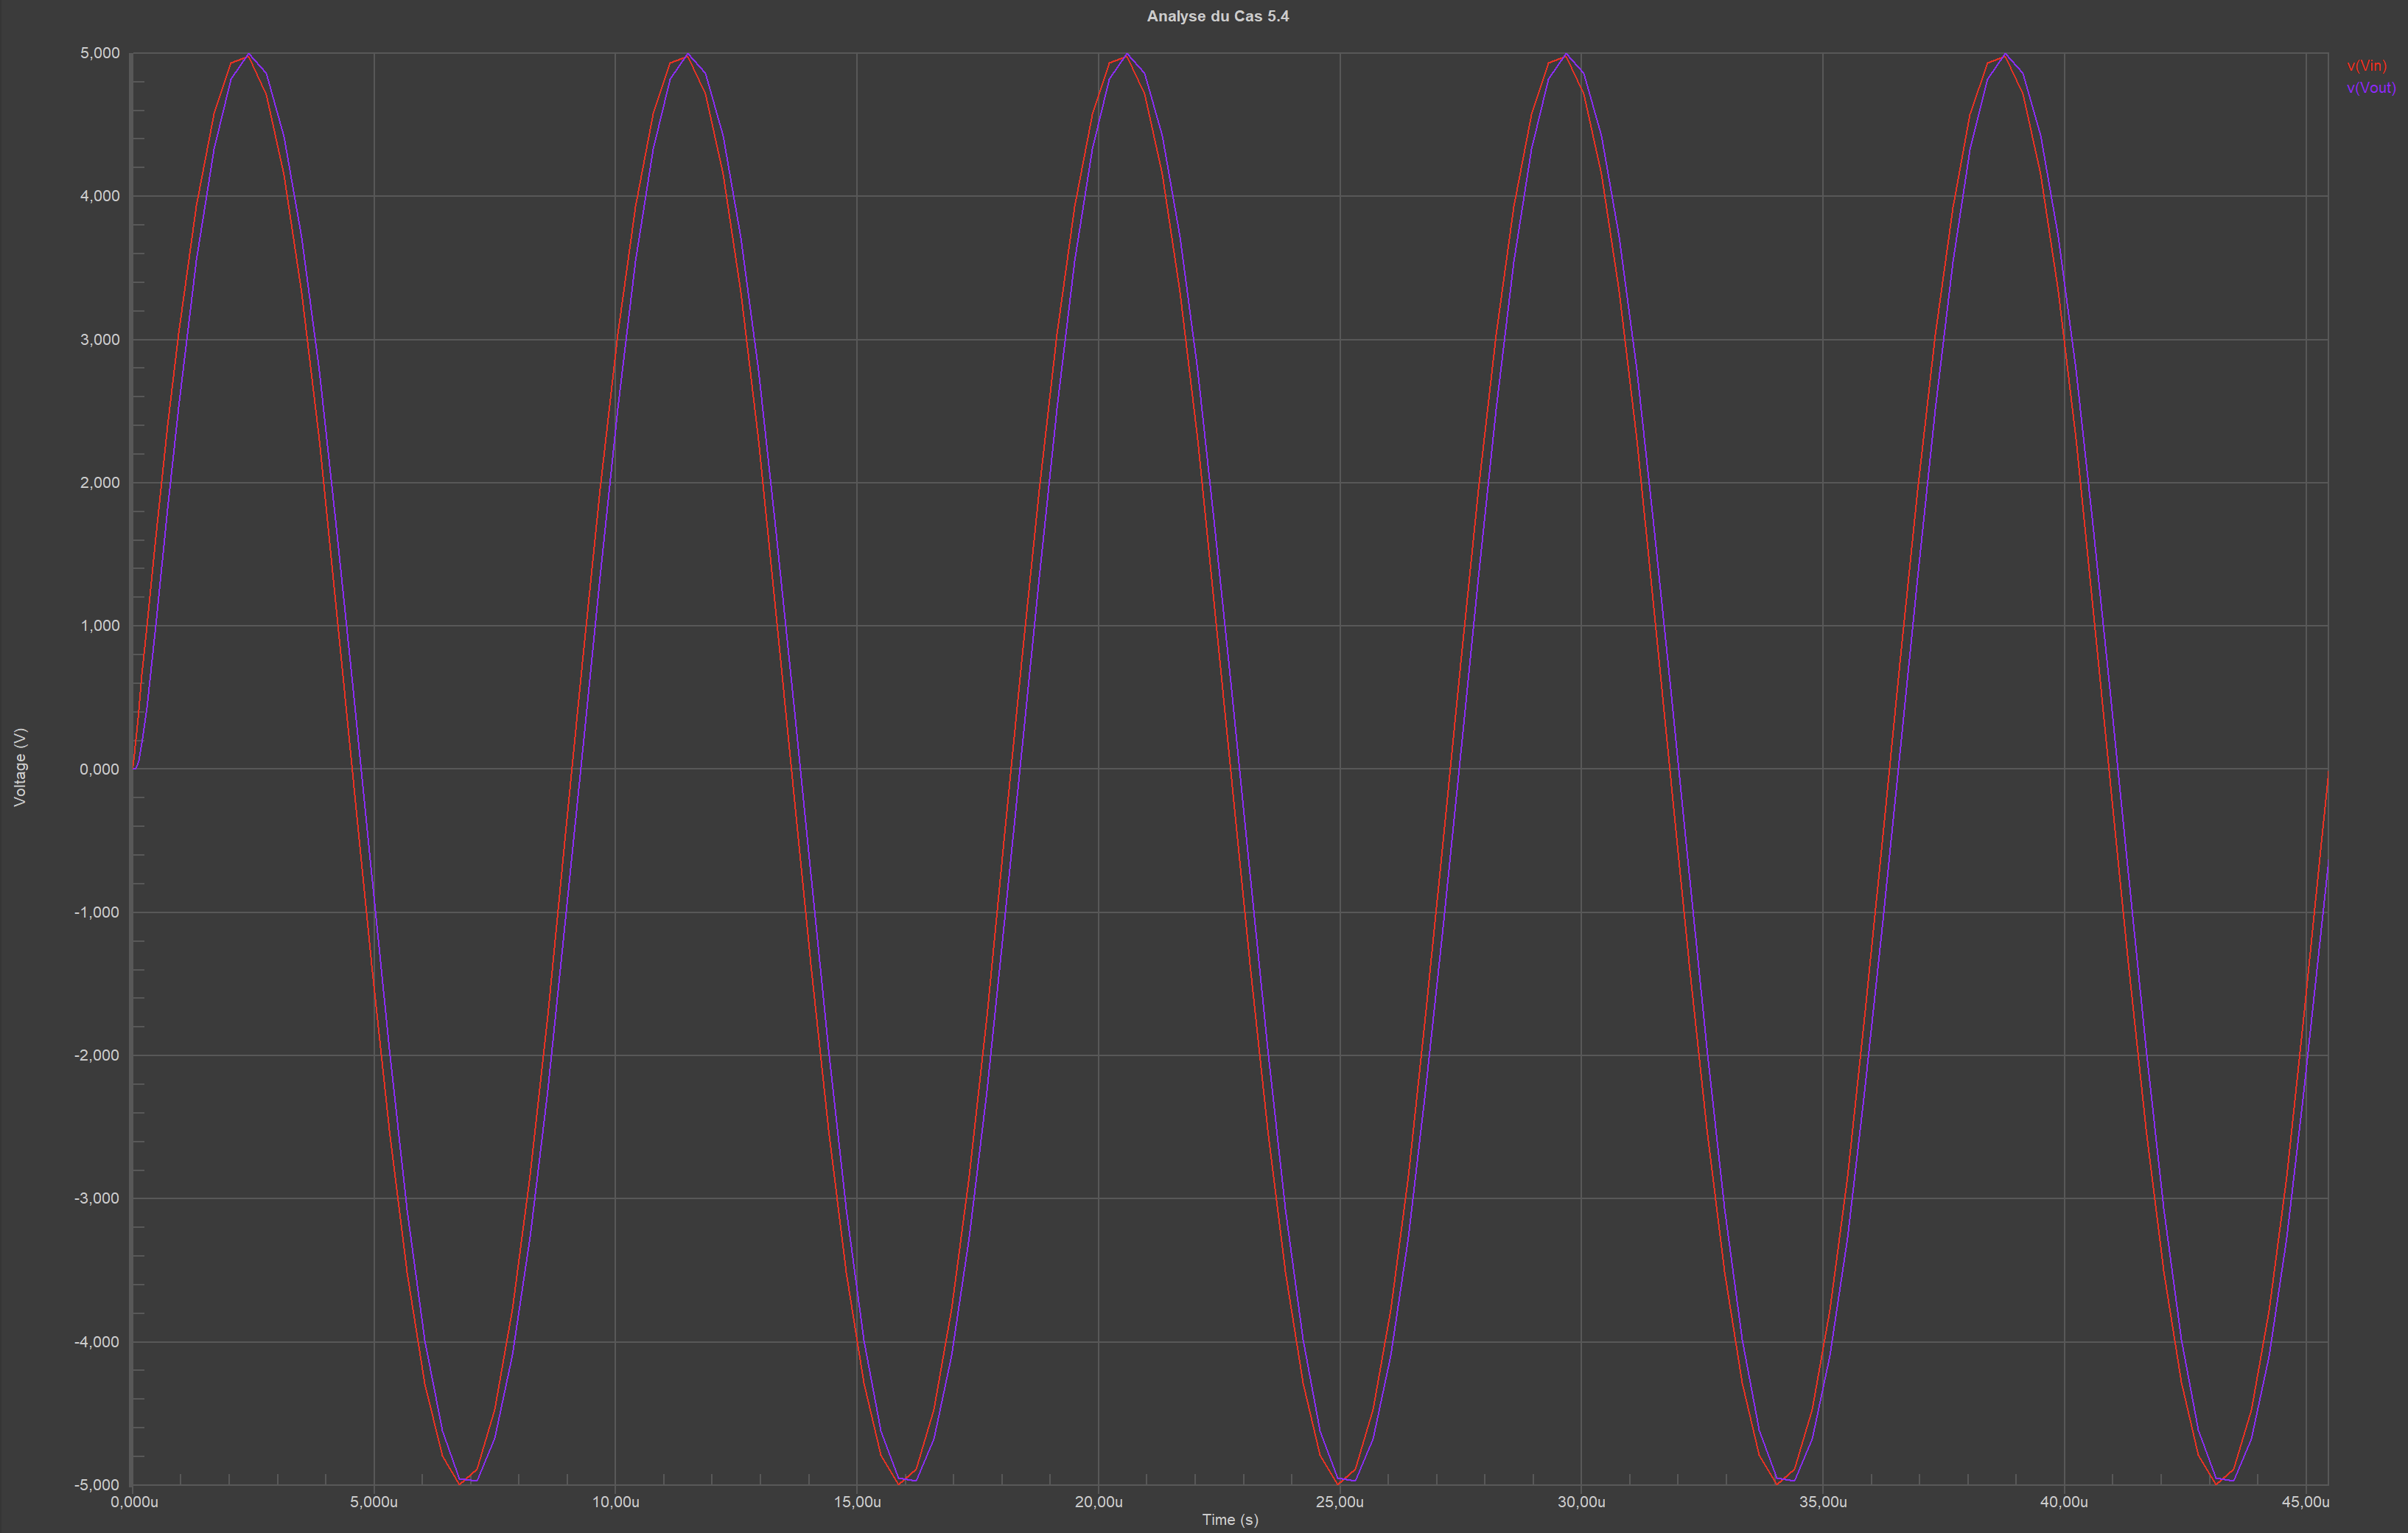 Analyse du Cas 5.4
v(Vin)
v(Vout)
Voltage (V)
5,000
4,000
3,000
2,000
1,000
0,000
-1,000
-2,000
-3,000
-4,000
-5,000
0,000u 5,000u 10,00u 15,00u 20,00u 25,00u 30,00u 35,00u 40,00u 45,00u
Time (s)